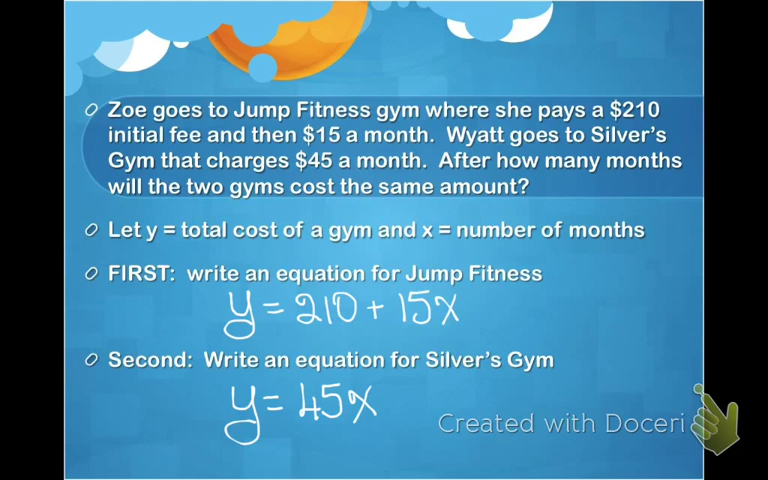 Zoe goes to Jump Fitness gym where she pays a $210
initial fee and then $15 a month. Wyatt goes to Silver's
Gym that charges $45 a month. After how many months
will the two gyms cost the same amount?
Let y = total cost of a gym and x = number of months
FIRST: write an equation for Jump Fitness
y = 210 + 15x
Second: Write an equation for Silver's Gym
y = 45x
Created with Doceri